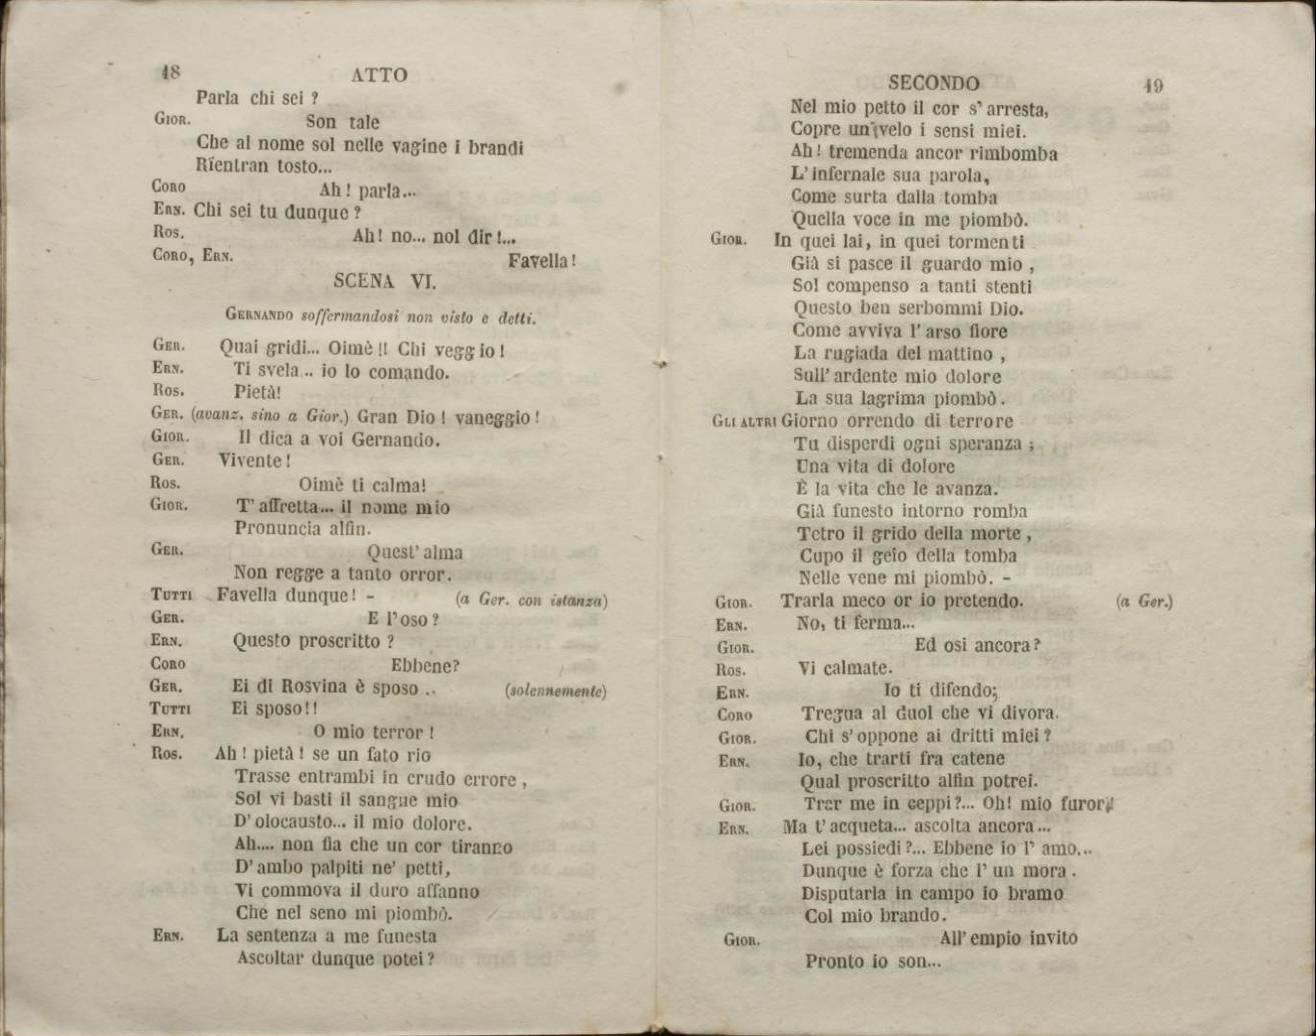 18 ATTO
Parla chi sei ?
GIOR. Son tale
Che al nome sol nelle vagine i brandi
Rientran tosto...
CORO Ah! parla...
ERN. Chi sei tu dunque ?
ROS. Ah! no... nol dir!...
CORO, ERN. Favella!
SCENA VI.
GERNANDO soffermandosi non visto e detti.
GER. Quai gridi... Oimè!! Chi veggio!
ERN. Ti svela... io lo comando.
ROS. Pietà!
GER. (avanz. sino a Gior.) Gran Dio! vaneggio!
GIOR. Il dica a voi Gernando.
GER. Vivente!
ROS. Oimè ti calma!
GIOR. T'affretta... il nome mio
Pronuncia alfin.
GER. Quest'alma
Non regge a tanto orror.
TUTTI Favella dunque! - (a Ger. con istanza)
GER. E l'oso?
ERN. Questo proscritto ?
CORO Ebbene?
GER. Ei di Rosvina è sposo .. (solennemente)
TUTTI Ei sposo!!
ERN. O mio terror !
ROS. Ah! pietà! se un fato rio
Trasse entrambi in crudo errore,
Sol vi basti il sangue mio
D'olocausto... il mio dolore.
Ah.... non fia che un cor tiranno
D'ambo palpiti ne' petti,
Vi commova il duro affanno
Che nel seno mi piombò.
ERN. La sentenza a me funesta
Ascoltar dunque potei?
SECONDO 19
Nel mio petto il cor s'arresta,
Copre un velo i sensi miei.
Ah! tremenda ancor rimbomba
L'infernale sua parola,
Come surta dalla tomba
Quella voce in me piombò.
GIOR. In quei lai, in quei tormenti
Già si pasce il guardo mio ,
Sol compenso a tanti stenti
Questo ben serbommi Dio.
Come avviva l'arso fiore
La rugiada del mattino ,
Sull'ardente mio dolore
La sua lagrima piombò.
GLI ALTRI Giorno orrendo di terrore
Tu disperdi ogni speranza ;
Una vita di dolore
È la vita che le avanza.
Già funesto intorno romba
Tetro il grido della morte ,
Cupo il gelo della tomba
Nelle vene mi piombò. -
GIOR. Trarla meco or io pretendo. (a Ger.)
ERN. No, ti ferma...
GIOR. Ed osi ancora?
ROS. Vi calmate.
ERN. Io ti difendo;
CORO Tregua al duol che vi divora.
GIOR. Chi s'oppone ai dritti miei?
ERN. Io, che trarti fra catene
Qual proscritto alfin potrei.
GIOR. Trar me in ceppi?... Oh! mio furor!
ERN. Ma t'acqueta... ascolta ancora...
Lei possiedi?... Ebbene io l'amo...
Dunque è forza che l'un mora .
Disputarla in campo io bramo
Col mio brando.
GIOR. All'empio invito
Pronto io son...